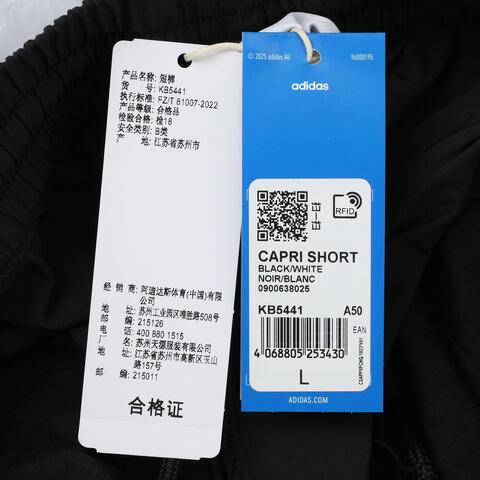 产品名称: 短裤
货 号: KB5441
执行标准: FZ/T 81007-2022
产品等级: 合格品
检验合格: 检18
安全类别: B类
产 地: 江苏省苏州市
经 销 商: 阿迪达斯体育(中国)有限
公司
地 址: 苏州工业园区唯胜路508号
邮 编: 215126
电 话: 400 880 1515
厂 名: 苏州天源服装有限公司
地 址: 江苏省苏州市高新区玉山
路157号
邮 编: 215011
合格证
© 2025 adidas AG
96000195
adidas
RFID
CAPRI SHORT
BLACK/WHITE
NOIR/BLANC
0900638025
KB5441 A50
EAN
4 068805 253430
L
ADIDAS.COM